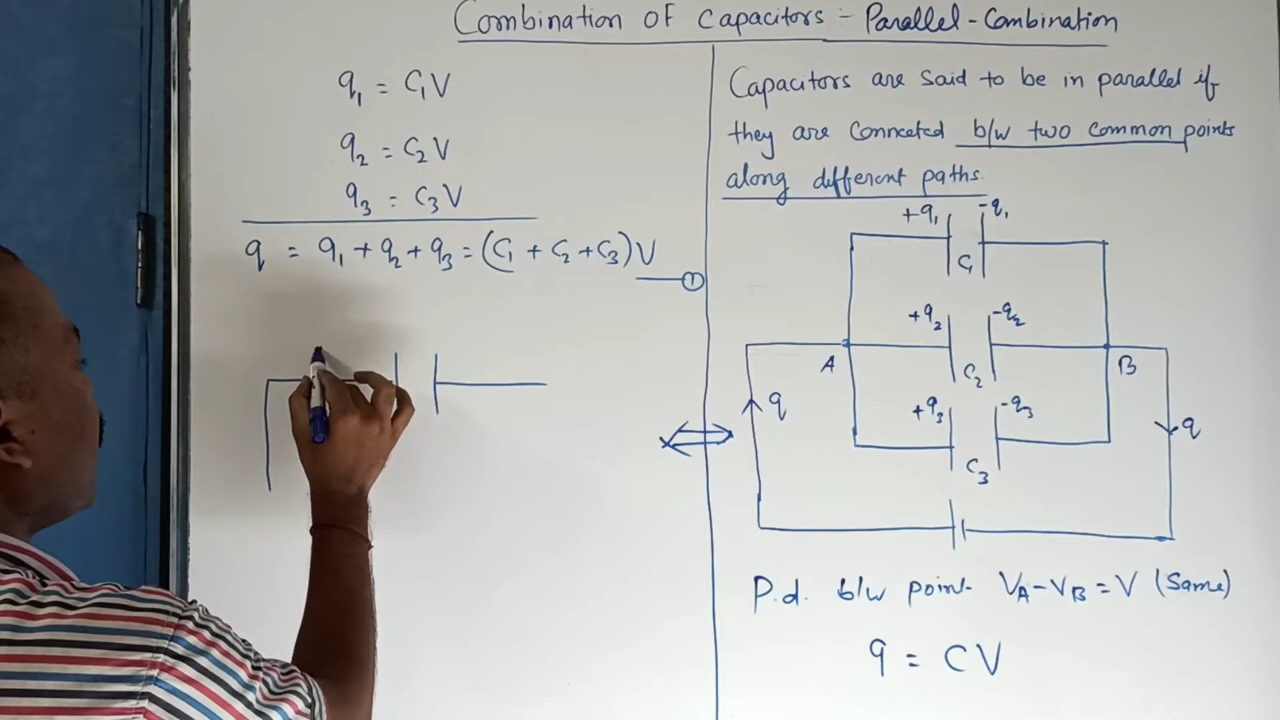 Combination of Capacitors :- Parallel-Combination
q₁ = C₁V
q₂ = C₂V
q₃ = C₃V
q = q₁ + q₂ + q₃ = (C₁ + C₂ + C₃) V
①
Capacitors are said to be in parallel if
they are connected b/w two common points
along different paths.
+q₁ -q₁
C₁
+q₂ -q₂
A C₂ B
+q₃ -q₃
q q
C₃
P.d. b/w point VA-VB = V (Same)
q = CV